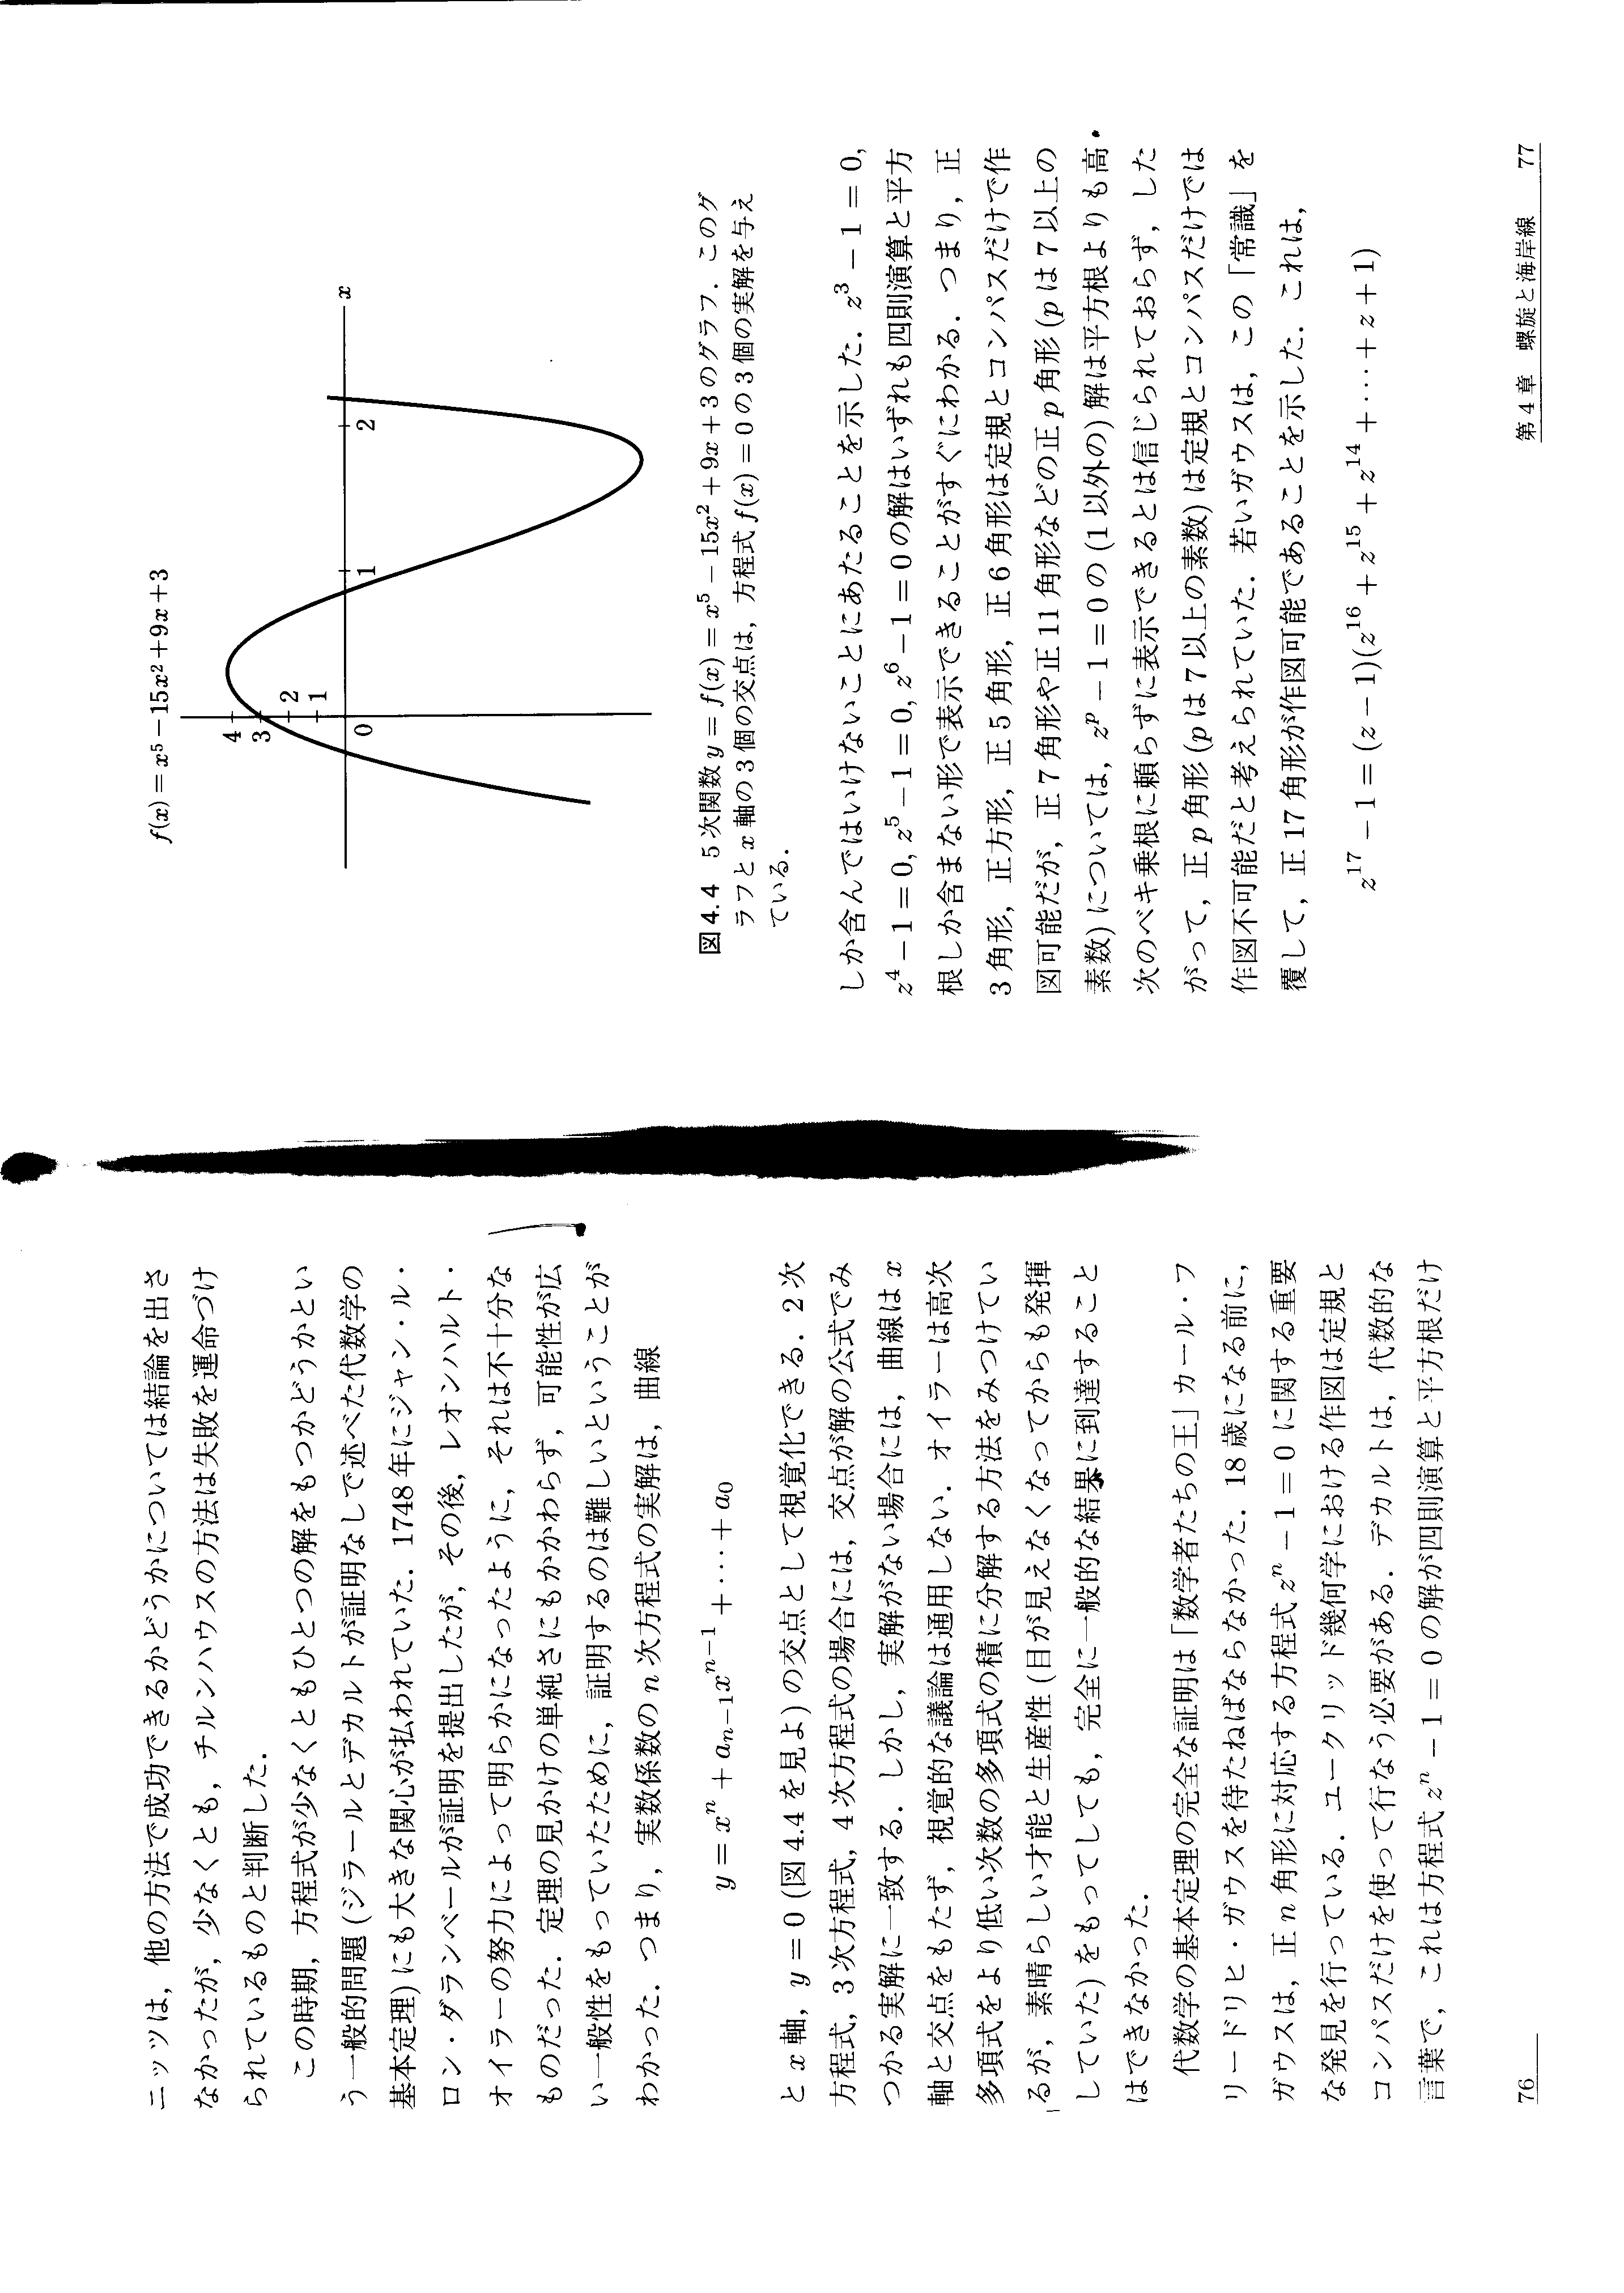 ニッツは，他の方法で成功できるかどうかについては結論を出さ
なかったが，少なくとも，チルンハウスの方法は失敗を運命づけ
られているものと判断した．
この時期，方程式が少なくともひとつの解をもつかどうかとい
う一般的問題（ジラールとデカルトが証明なしで述べた代数学の
基本定理）にも大きな関心が払われていた．1748年にジャン・ル・
ロン・ダランベールが証明を提出したが，その後，レオンハルト・
オイラーの努力によって明らかになったように，それは不十分な
ものだった．定理の見かけの単純さにもかかわらず，可能性が広
い一般性をもっていたために，証明するのは難しいということが
わかった．つまり，実数係数のn次方程式の実解は，曲線
y = xⁿ + aₙ₋₁xⁿ⁻¹ + ⋯ + a₀
とx軸，y = 0（図4.4を見よ）の交点として視覚化できる．2次
方程式，3次方程式，4次方程式の場合には，交点が解の公式でみ
つかる実解に一致する．しかし，実解がない場合には，曲線はx
軸と交点をもたず，視覚的な議論は通用しない．オイラーは高次
多項式をより低い次数の多項式の積に分解する方法をみつけてい
るが，素晴らしい才能と生産性（目が見えなくなってからも発揮
していた）をもってしても，完全に一般的な結果に到達すること
はできなかった．
代数学の基本定理の完全な証明は「数学者たちの王」カール・フ
リードリヒ・ガウスを待たねばならなかった．18歳になる前に，
ガウスは，正n角形に対応する方程式zⁿ − 1 = 0に関する重要
な発見を行っている．ユークリッド幾何学における作図は定規と
コンパスだけを使って行なう必要がある．デカルトは，代数的な
言葉で，これは方程式zⁿ − 1 = 0の解が四則演算と平方根だけ
76
f(x) = x⁵ − 15x² + 9x + 3
4
3
2
1
0
1
2
x
図4.4 5次関数y = f(x) = x⁵ − 15x² + 9x + 3のグラフ．このグ
ラフとx軸の3個の交点は，方程式f(x) = 0の3個の実解を与え
ている．
しか含んではいけないことにあたることを示した．z³ − 1 = 0,
z⁴ − 1 = 0, z⁵ − 1 = 0, z⁶ − 1 = 0の解はいずれも四則演算と平方
根しか含まない形で表示できることがすぐにわかる．つまり，正
3角形，正方形，正5角形，正6角形は定規とコンパスだけで作
図可能だが，正7角形や正11角形などの正p角形（pは7以上の
素数）については，zᵖ − 1 = 0の（1以外の）解は平方根よりも高
次のベキ乗根に頼らずに表示できるとは信じられておらず，した
がって，正p角形（pは7以上の素数）は定規とコンパスだけでは
作図不可能だと考えられていた．若いガウスは，この「常識」を
覆して，正17角形が作図可能であることを示した．これは，
z¹⁷ − 1 = (z − 1)(z¹⁶ + z¹⁵ + z¹⁴ + ⋯ + z + 1)
第4章 螺旋と海岸線 77